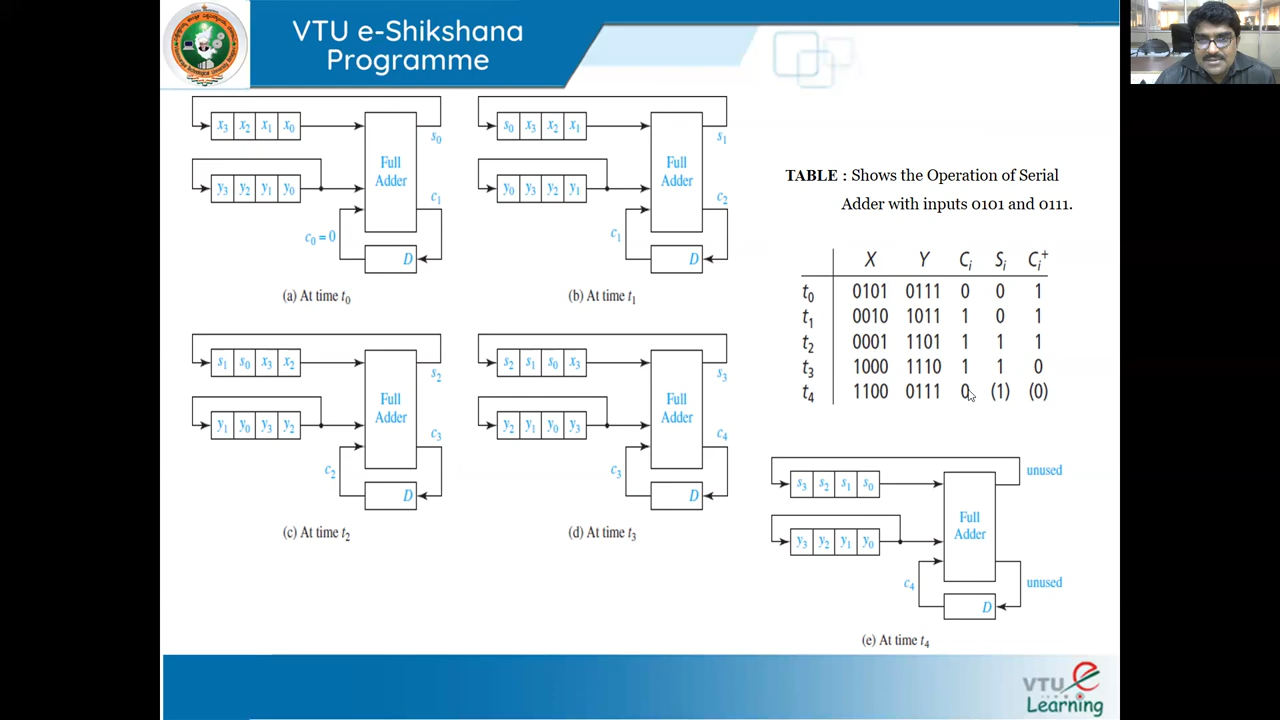 VTU e-Shikshana
Programme
x3 x2 x1 x0
Full
Adder
s0
y3 y2 y1 y0
c1
c0 = 0
D
(a) At time t0
s0 x3 x2 x1
Full
Adder
s1
y0 y3 y2 y1
c2
c1
D
(b) At time t1
s1 s0 x3 x2
Full
Adder
s2
y1 y0 y3 y2
c3
c2
D
(c) At time t2
s2 s1 s0 x3
Full
Adder
s3
y2 y1 y0 y3
c4
c3
D
(d) At time t3
TABLE : Shows the Operation of Serial
Adder with inputs 0101 and 0111.
X Y Ci Si Ci+
t0 0101 0111 0 0 1
t1 0010 1011 1 0 1
t2 0001 1101 1 1 1
t3 1000 1110 1 1 0
t4 1100 0111 0 (1) (0)
s3 s2 s1 s0
Full
Adder
unused
y3 y2 y1 y0
c4
unused
D
(e) At time t4
VTU e
Learning